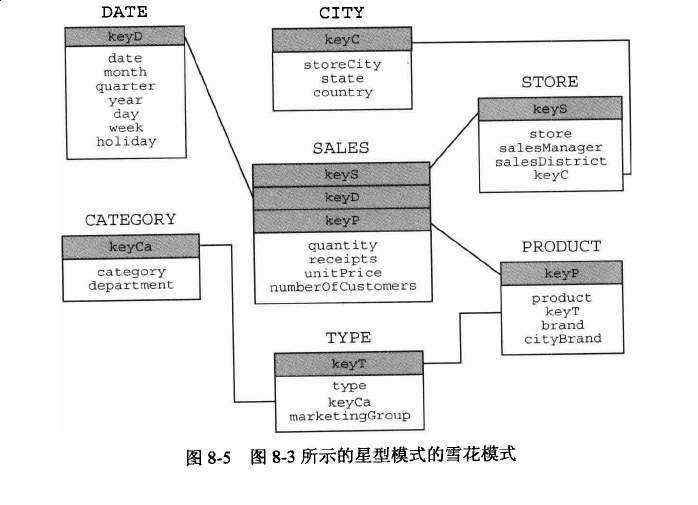 DATE
keyD
date
month
quarter
year
day
week
holiday
CITY
keyC
storeCity
state
country
STORE
keyS
store
salesManager
salesDistrict
keyC
SALES
keyS
keyD
keyP
quantity
receipts
unitPrice
numberOfCustomers
CATEGORY
keyCa
category
department
PRODUCT
keyP
product
keyT
brand
cityBrand
TYPE
keyT
type
keyCa
marketingGroup
图 8-5 图 8-3 所示的星型模式的雪花模式